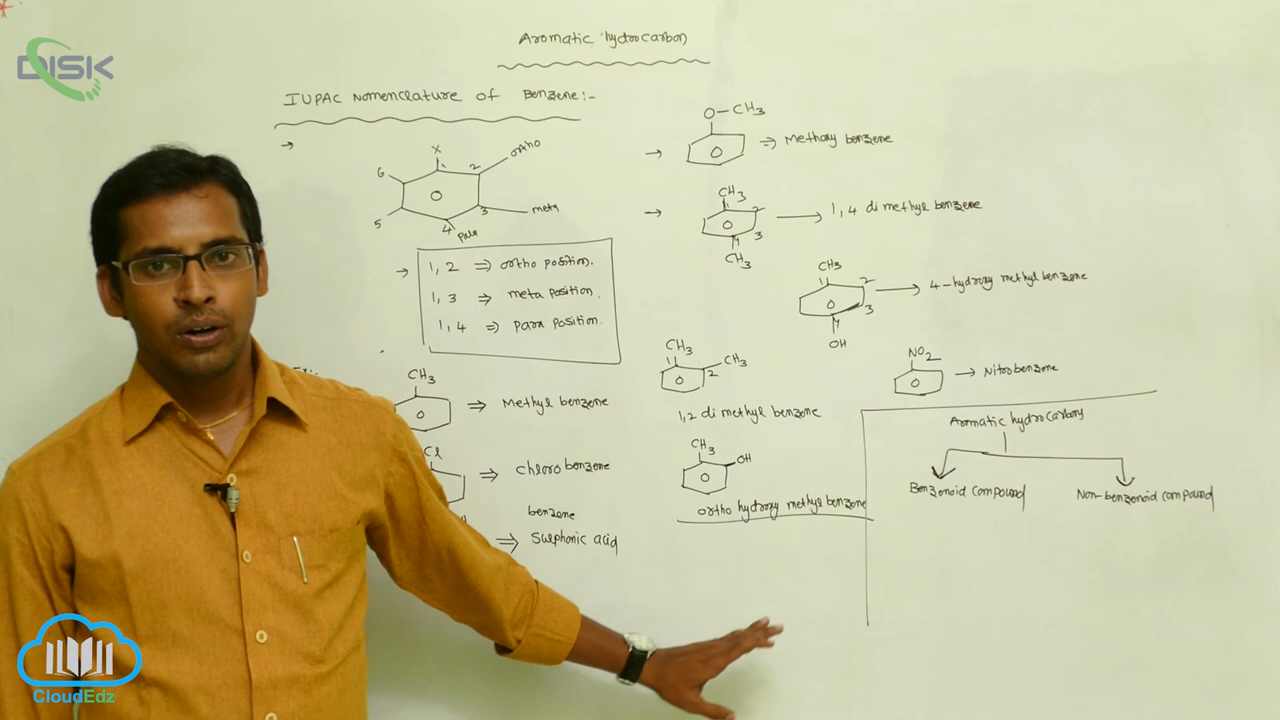 DISK
Aromatic hydrocarbon
IUPAC Nomenclature of Benzene:-
X
1
2
ortho
6
5
3
meta
4
para
1, 2 ⇒ ortho position.
1, 3 ⇒ meta position.
1, 4 ⇒ para position.
CH3
⇒ Methyl benzene
Cl
⇒ chloro benzene
benzene
⇒ Sulphonic acid
O-CH3
⇒ Methoxy benzene
CH3
1
2
3
4
CH3
→ 1, 4 di methyl benzene
CH3
1
2
3
4
OH
→ 4-hydroxy methyl benzene
CH3
1
2
CH3
1,2 di methyl benzene
NO2
→ Nitrobenzene
CH3
OH
ortho hydroxy methyl benzene
Aromatic hydrocarbons
Benzenoid compound
Non-benzenoid compound
CloudEdz